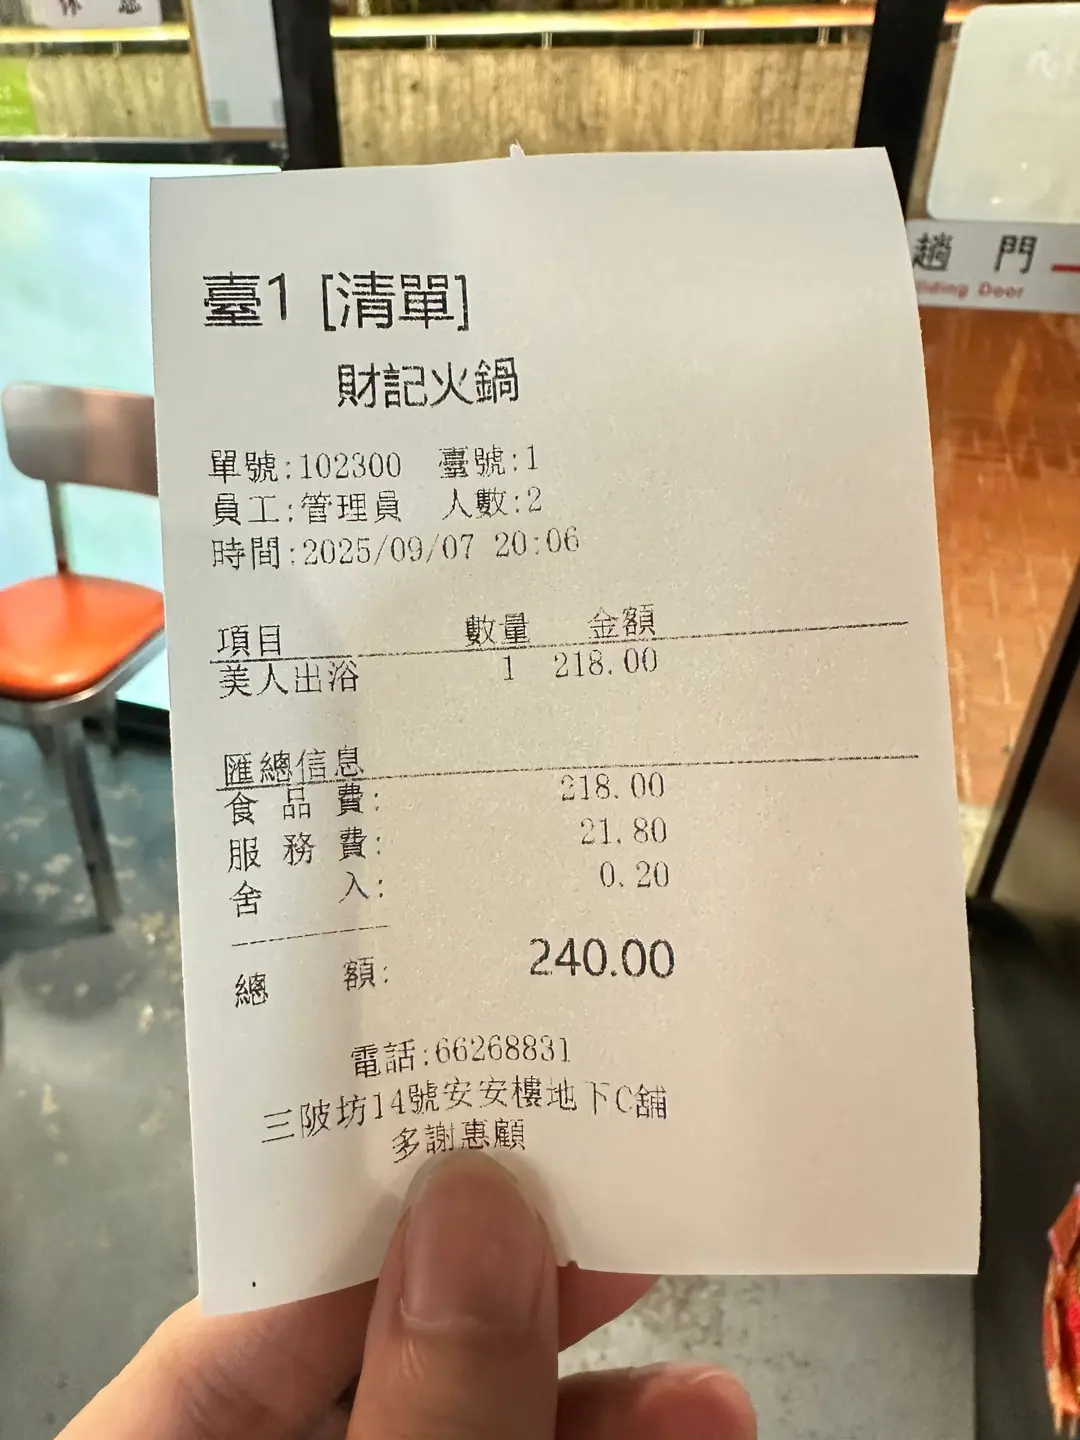 臺1 [清單]
財記火鍋
單號:102300 臺號:1
員工:管理員 人數:2
時間:2025/09/07 20:06
項目 數量 金額
美人出浴 1 218.00
匯總信息
食品費: 218.00
服務費: 21.80
舍入: 0.20
總額: 240.00
電話:66268831
三陂坊14號安安樓地下C舖
多謝惠顧
趟門
liding Door